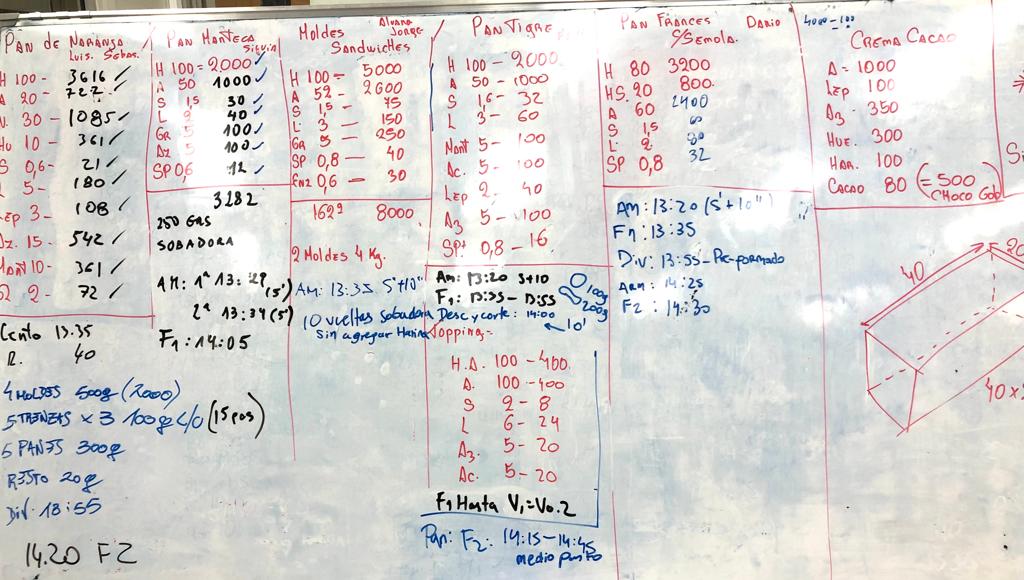 PAN DE NARANJA
Luis. Sebas.
H 100 - 3616 ✓
A 20 - 722 ✓
30 - 1085 ✓
Hu 10 - 361 ✓
S 0,6 - 21 ✓
5 - 180 ✓
Lep 3 - 108 ✓
Az. 15 - 542 ✓
10 - 361 ✓
2 - 72 ✓
13.35
R. 40
4 MOLDES 500g (2000)
5 TRENZAS x 3 100g c/u (15 pas)
5 PANES 300g
RESTO 20g
DIV. 13:55
14.20 F2
PAN MANTECA
H 100 = 2000 ✓
A 50 1000 ✓
S 1,5 30 ✓
L 2 40 ✓
GR 5 100 ✓
Az 5 100 ✓
SP 0,6 12 ✓
3282
250 GRS
SOBADORA
AM: 1ª 13:29 (5')
2ª 13:34 (5')
F1: 14:05
Moldes
Sandwiches
Alvaro
Jorge
H 100 = 5000
A 52 - 2600
S 1,5 - 75
L 3 - 150
GR 5 - 250
SP 0,8 - 40
Enz 0,6 - 30
162% 8000
2 Moldes 4 Kg.
AM: 13:35 5'+10"
10 vueltas sobadora
Sin agregar Harina
PAN TIGRE
H 100 - 2000
A 50 - 1000
S 1,6 - 32
L 3 - 60
Mant 5 - 100
Ac. 5 - 100
LEP 2 - 40
Az 5 - 100
SP+ 0,8 - 16
Am: 13:20 5+10
F1: 13:35 - 13:55
100g
200g
Desc y corte: 14:00
← 10'
Topping =
H.A. 100 - 400
A. 100 - 400
S 2 - 8
L 6 - 24
Az. 5 - 20
Ac. 5 - 20
F1 Hasta V1 = V0.2
Pan: F2: 14:15 - 14:45
medio punto
PAN FRANCES DARIO
S/SEMOLA.
H 80 3200
HS. 20 800
A 60 2400
S 1,5 60
L 2 80
SP 0,8 32
AM: 13:20 (5'+10")
F1: 13:35
DIV: 13:55 - Pre-formado
ARM: 14:25
F2: 14:30
4000-100
CREMA CACAO
A = 1000
LEP 100
Az 350
HUE. 300
HAR. 100
CACAO 80 (= 500
CHOCO Gob)
40
20